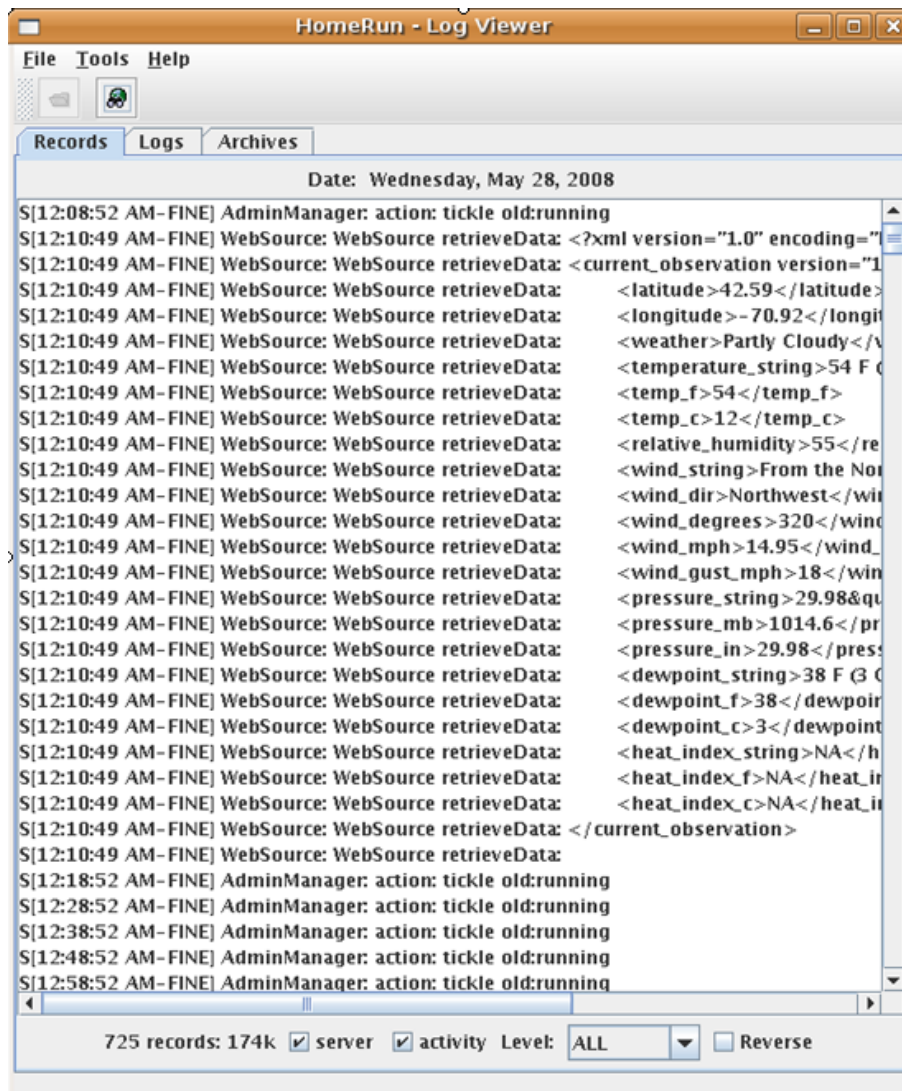 HomeRun - Log Viewer
File Tools Help
Records Logs Archives
Date: Wednesday, May 28, 2008
S[12:08:52 AM-FINE] AdminManager: action: tickle old:running
S[12:10:49 AM-FINE] WebSource: WebSource retrieveData: <?xml version="1.0" encoding="
S[12:10:49 AM-FINE] WebSource: WebSource retrieveData: <current_observation version="1
S[12:10:49 AM-FINE] WebSource: WebSource retrieveData: <latitude>42.59</latitude>
S[12:10:49 AM-FINE] WebSource: WebSource retrieveData: <longitude>-70.92</longit
S[12:10:49 AM-FINE] WebSource: WebSource retrieveData: <weather>Partly Cloudy</
S[12:10:49 AM-FINE] WebSource: WebSource retrieveData: <temperature_string>54 F
S[12:10:49 AM-FINE] WebSource: WebSource retrieveData: <temp_f>54</temp_f>
S[12:10:49 AM-FINE] WebSource: WebSource retrieveData: <temp_c>12</temp_c>
S[12:10:49 AM-FINE] WebSource: WebSource retrieveData: <relative_humidity>55</re
S[12:10:49 AM-FINE] WebSource: WebSource retrieveData: <wind_string>From the Nor
S[12:10:49 AM-FINE] WebSource: WebSource retrieveData: <wind_dir>Northwest</wi
S[12:10:49 AM-FINE] WebSource: WebSource retrieveData: <wind_degrees>320</wind
S[12:10:49 AM-FINE] WebSource: WebSource retrieveData: <wind_mph>14.95</wind_
S[12:10:49 AM-FINE] WebSource: WebSource retrieveData: <wind_gust_mph>18</win
S[12:10:49 AM-FINE] WebSource: WebSource retrieveData: <pressure_string>29.98&qu
S[12:10:49 AM-FINE] WebSource: WebSource retrieveData: <pressure_mb>1014.6</pr
S[12:10:49 AM-FINE] WebSource: WebSource retrieveData: <pressure_in>29.98</press
S[12:10:49 AM-FINE] WebSource: WebSource retrieveData: <dewpoint_string>38 F (3 C
S[12:10:49 AM-FINE] WebSource: WebSource retrieveData: <dewpoint_f>38</dewpoin
S[12:10:49 AM-FINE] WebSource: WebSource retrieveData: <dewpoint_c>3</dewpoint
S[12:10:49 AM-FINE] WebSource: WebSource retrieveData: <heat_index_string>NA</h
S[12:10:49 AM-FINE] WebSource: WebSource retrieveData: <heat_index_f>NA</heat_in
S[12:10:49 AM-FINE] WebSource: WebSource retrieveData: <heat_index_c>NA</heat_in
S[12:10:49 AM-FINE] WebSource: WebSource retrieveData: </current_observation>
S[12:10:49 AM-FINE] WebSource: WebSource retrieveData:
S[12:18:52 AM-FINE] AdminManager: action: tickle old:running
S[12:28:52 AM-FINE] AdminManager: action: tickle old:running
S[12:38:52 AM-FINE] AdminManager: action: tickle old:running
S[12:48:52 AM-FINE] AdminManager: action: tickle old:running
S[12:58:52 AM-FINE] AdminManager: action: tickle old:running
725 records: 174k server activity Level: ALL Reverse